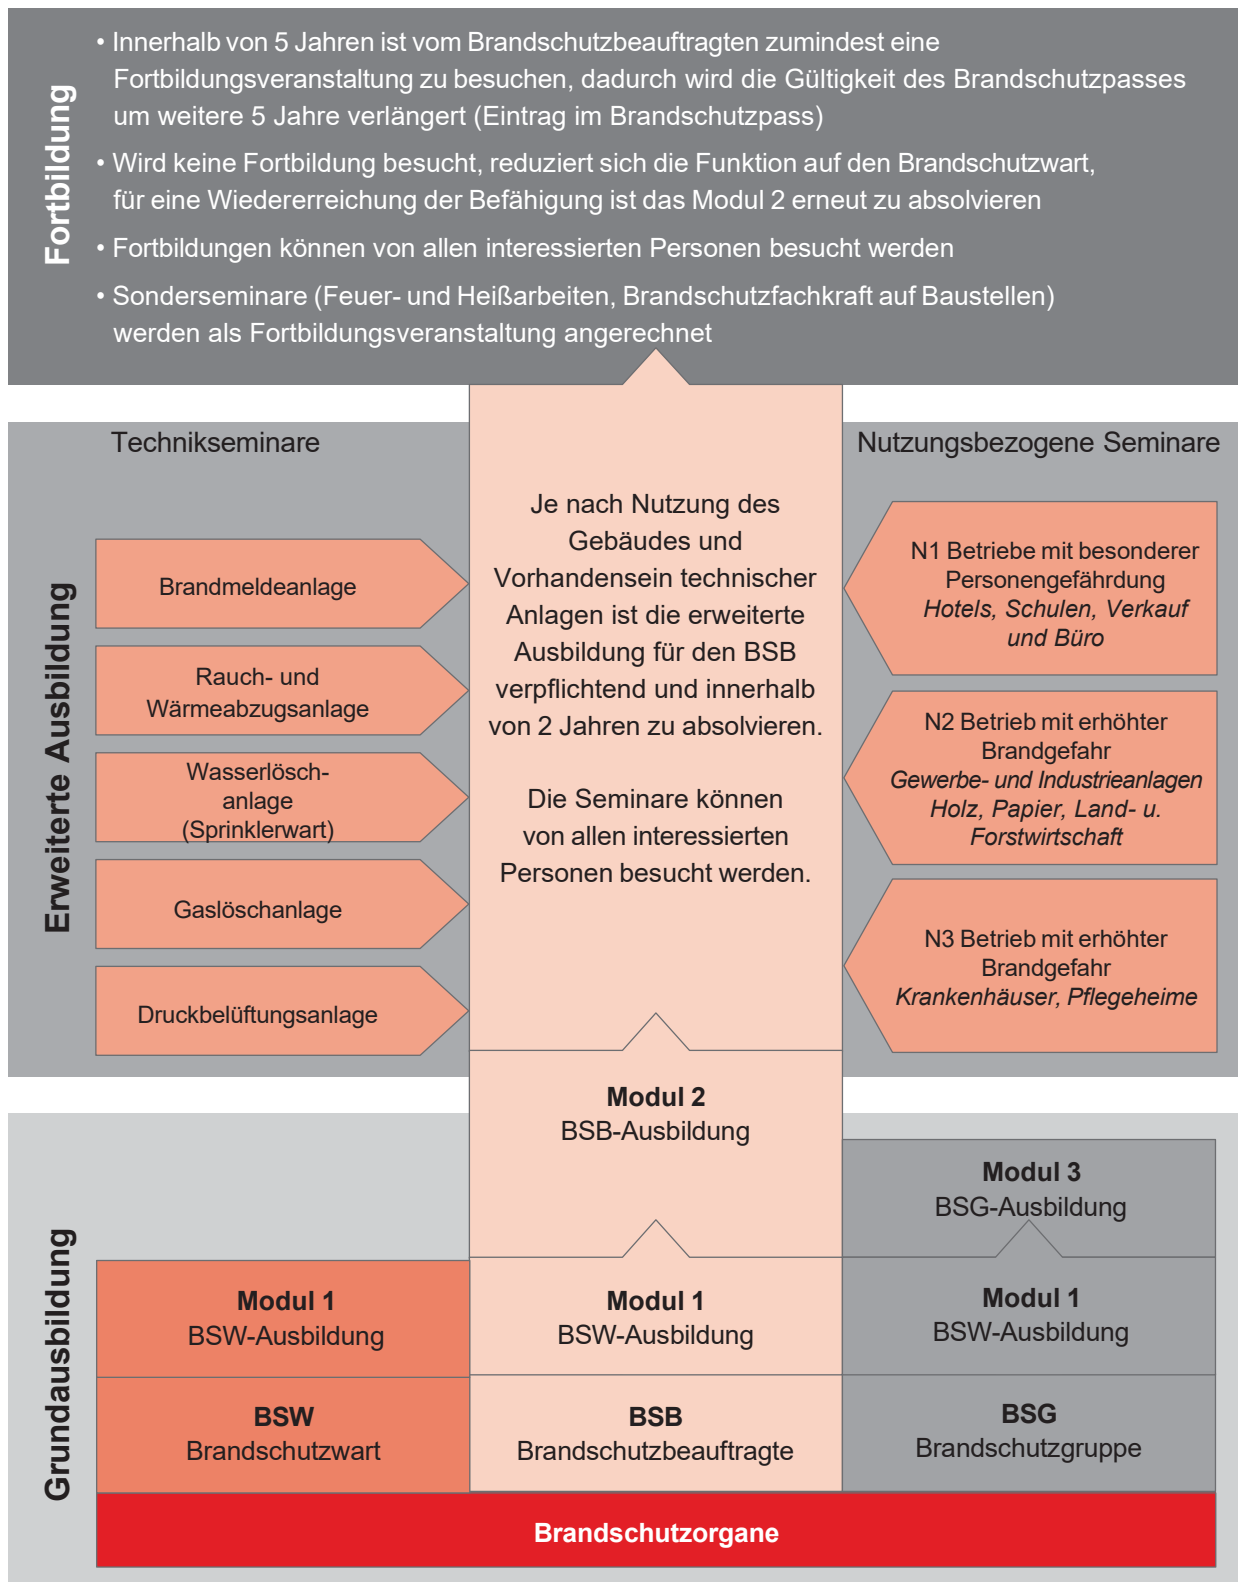 Fortbildung
• Innerhalb von 5 Jahren ist vom Brandschutzbeauftragten zumindest eine
Fortbildungsveranstaltung zu besuchen, dadurch wird die Gültigkeit des Brandschutzpasses
um weitere 5 Jahre verlängert (Eintrag im Brandschutzpass)
• Wird keine Fortbildung besucht, reduziert sich die Funktion auf den Brandschutzwart,
für eine Wiedererreichung der Befähigung ist das Modul 2 erneut zu absolvieren
• Fortbildungen können von allen interessierten Personen besucht werden
• Sonderseminare (Feuer- und Heißarbeiten, Brandschutzfachkraft auf Baustellen)
werden als Fortbildungsveranstaltung angerechnet
Erweiterte Ausbildung
Technikseminare
Brandmeldeanlage
Rauch- und
Wärmeabzugsanlage
Wasserlösch-
anlage
(Sprinklerwart)
Gaslöschanlage
Druckbelüftungsanlage
Je nach Nutzung des
Gebäudes und
Vorhandensein technischer
Anlagen ist die erweiterte
Ausbildung für den BSB
verpflichtend und innerhalb
von 2 Jahren zu absolvieren.
Die Seminare können
von allen interessierten
Personen besucht werden.
Nutzungsbezogene Seminare
N1 Betriebe mit besonderer
Personengefährdung
Hotels, Schulen, Verkauf
und Büro
N2 Betrieb mit erhöhter
Brandgefahr
Gewerbe- und Industrieanlagen
Holz, Papier, Land- u.
Forstwirtschaft
N3 Betrieb mit erhöhter
Brandgefahr
Krankenhäuser, Pflegeheime
Grundausbildung
Modul 2
BSB-Ausbildung
Modul 3
BSG-Ausbildung
Modul 1
BSW-Ausbildung
Modul 1
BSW-Ausbildung
Modul 1
BSW-Ausbildung
BSW
Brandschutzwart
BSB
Brandschutzbeauftragte
BSG
Brandschutzgruppe
Brandschutzorgane